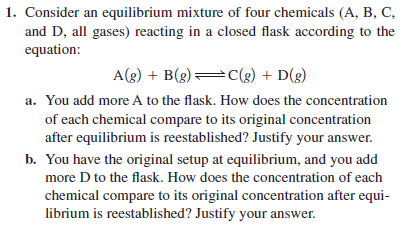 1. Consider an equilibrium mixture of four chemicals (A, B, C,
and D, all gases) reacting in a closed flask according to the
equation:
A(g) + B(g) ⇌ C(g) + D(g)
a. You add more A to the flask. How does the concentration
of each chemical compare to its original concentration
after equilibrium is reestablished? Justify your answer.
b. You have the original setup at equilibrium, and you add
more D to the flask. How does the concentration of each
chemical compare to its original concentration after equi-
librium is reestablished? Justify your answer.